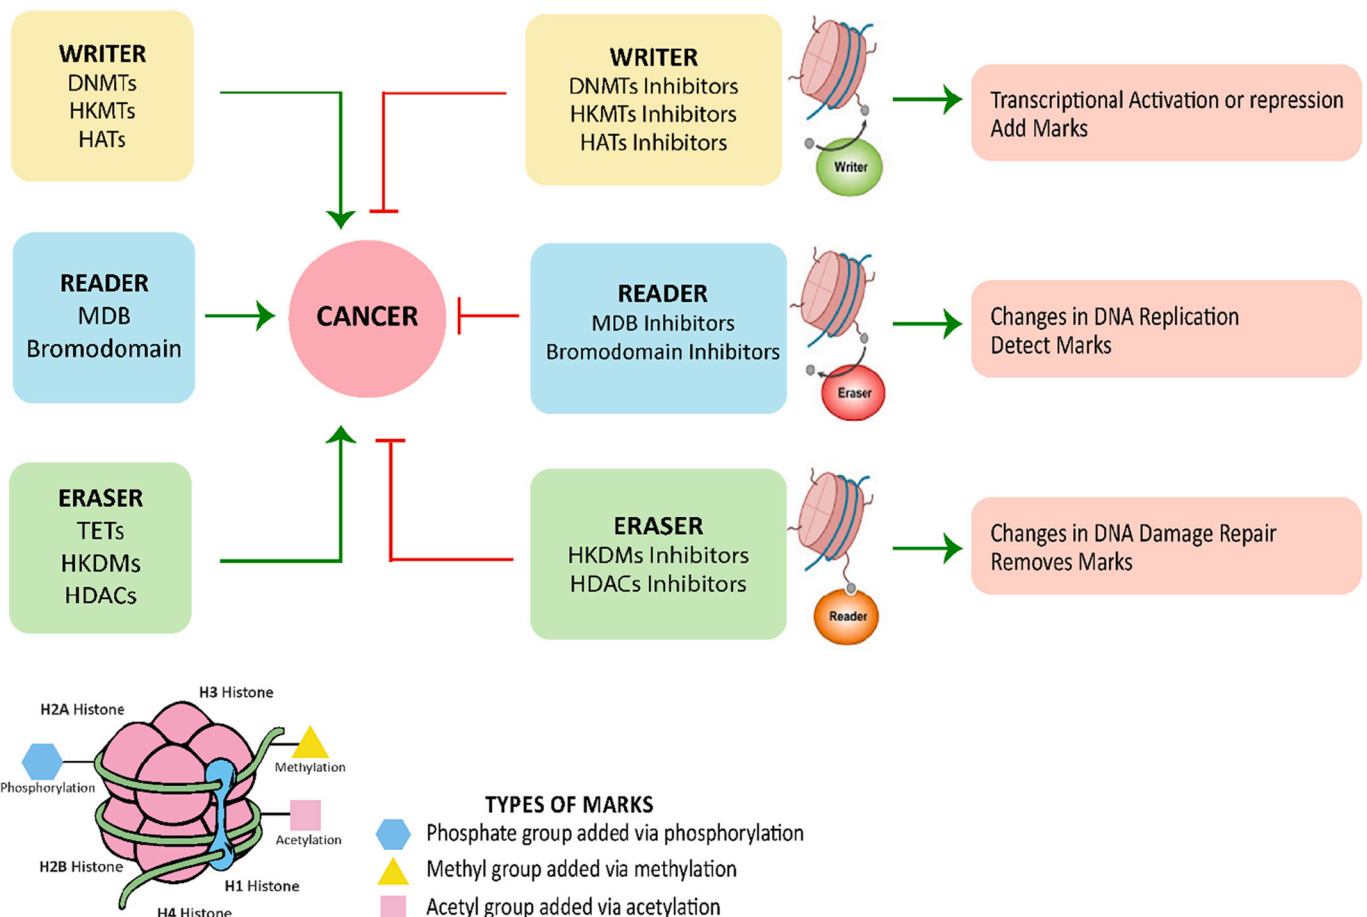 WRITER
DNMTs
HKMTs
HATs
WRITER
DNMTs Inhibitors
HKMTs Inhibitors
HATs Inhibitors
Writer
Transcriptional Activation or repression
Add Marks
READER
MDB
Bromodomain
CANCER
READER
MDB Inhibitors
Bromodomain Inhibitors
Eraser
Changes in DNA Replication
Detect Marks
ERASER
TETs
HKDMs
HDACs
ERASER
HKDMs Inhibitors
HDACs Inhibitors
Reader
Changes in DNA Damage Repair
Removes Marks
H3 Histone
H2A Histone
Phosphorylation
Methylation
Acetylation
H2B Histone
H1 Histone
H4 Histone
TYPES OF MARKS
Phosphate group added via phosphorylation
Methyl group added via methylation
Acetyl group added via acetylation